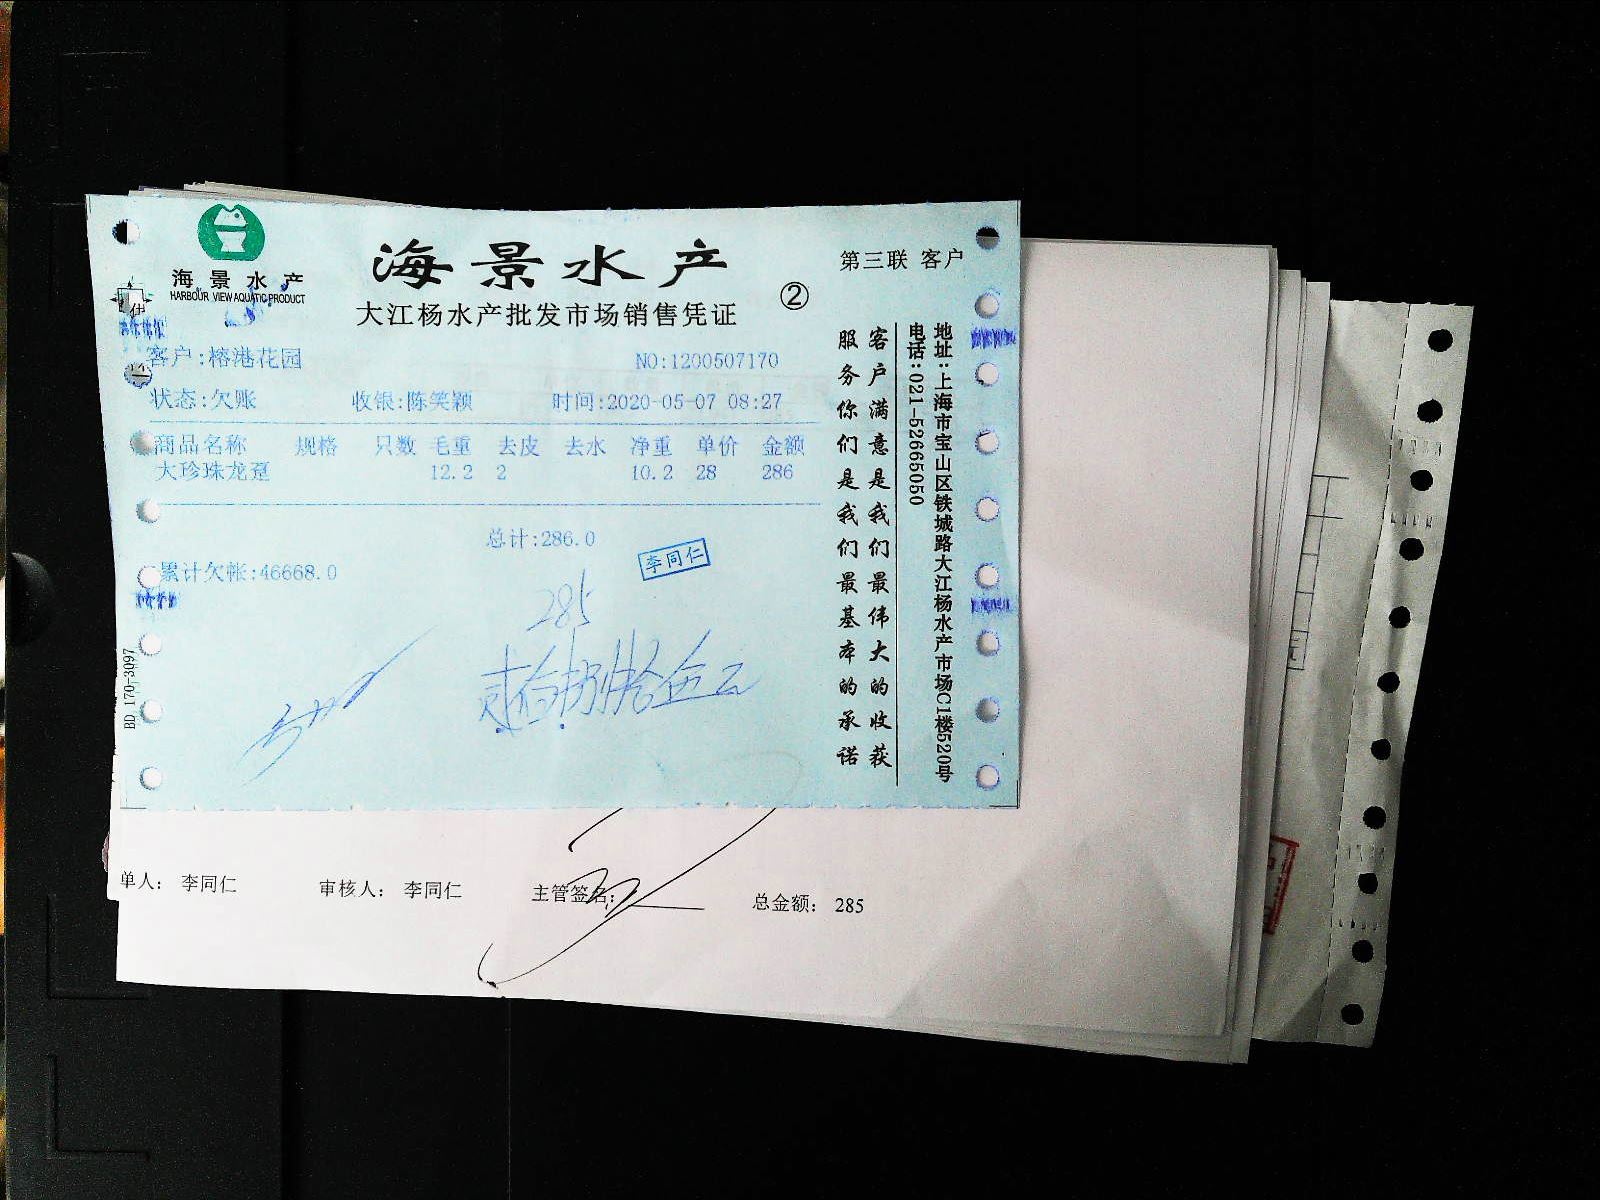 海景水产
HARBOUR VIEW AQUATIC PRODUCT
海景水产
大江杨水产批发市场销售凭证
②
第三联 客户
客户:榕港花园
NO:1200507170
状态:欠账 收银:陈笑颖 时间:2020-05-07 08:27
商品名称 规格 只数 毛重 去皮 去水 净重 单价 金额
大珍珠龙趸 12.2 2 10.2 28 286
总计:286.0
李同仁
累计欠帐:46668.0
285
贰佰捌拾伍元
BD 170-3097
客户满意是我们最伟大的收获
服务你们是我们最基本的承诺
地址:上海市宝山区铁城路大江杨水产市场C1楼520号
电话:021-52665050
单人: 李同仁 审核人: 李同仁 主管签名: 总金额: 285